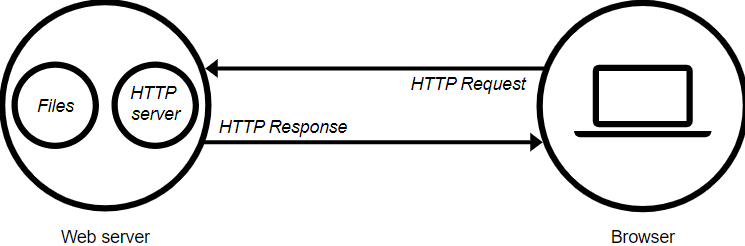 Files
HTTP
server
HTTP Request
HTTP Response
Web server
Browser